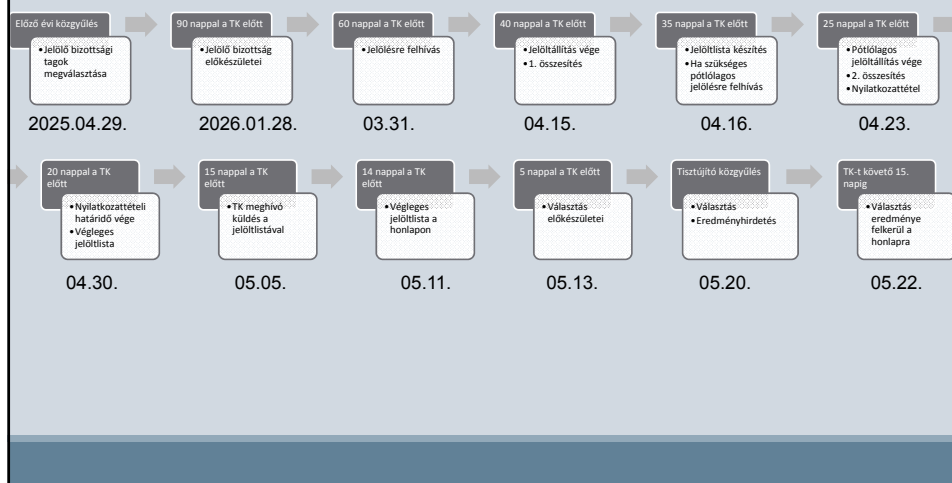 Előző évi közgyűlés
•Jelölő bizottsági
tagok
megválasztása
2025.04.29.
90 nappal a TK előtt
•Jelölő bizottság
előkészületei
2026.01.28.
60 nappal a TK előtt
•Jelölésre felhívás
03.31.
40 nappal a TK előtt
•Jelöltállítás vége
•1. összesítés
04.15.
35 nappal a TK előtt
•Jelöltlista készítés
•Ha szükséges
pótlólagos
jelölésre felhívás
04.16.
25 nappal a TK előtt
•Pótlólagos
jelöltállítás vége
•2. összesítés
•Nyilatkozattétel
04.23.
20 nappal a TK
előtt
•Nyilatkozattételi
határidő vége
•Végleges
jelöltlista
04.30.
15 nappal a TK
előtt
•TK meghívó
küldés a
jelöltlistával
05.05.
14 nappal a TK
előtt
•Végleges
jelöltlista a
honlapon
05.11.
5 nappal a TK előtt
•Választás
előkészületei
05.13.
Tisztújító közgyűlés
•Választás
•Eredményhirdetés
05.20.
TK-t követő 15.
napig
•Választás
eredménye
felkerül a
honlapra
05.22.